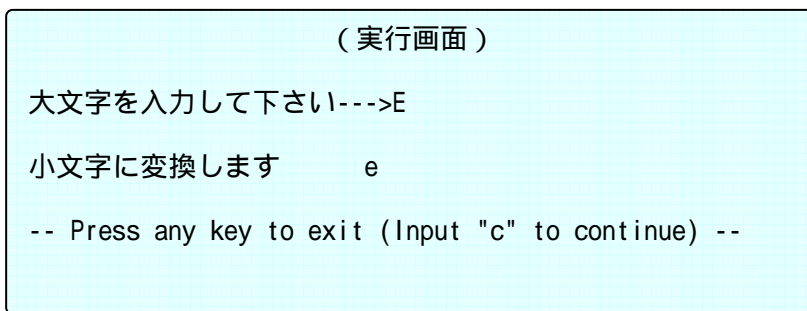 (実行画面)
大文字を入力して下さい--->E
小文字に変換します　　e
-- Press any key to exit (Input "c" to continue) --